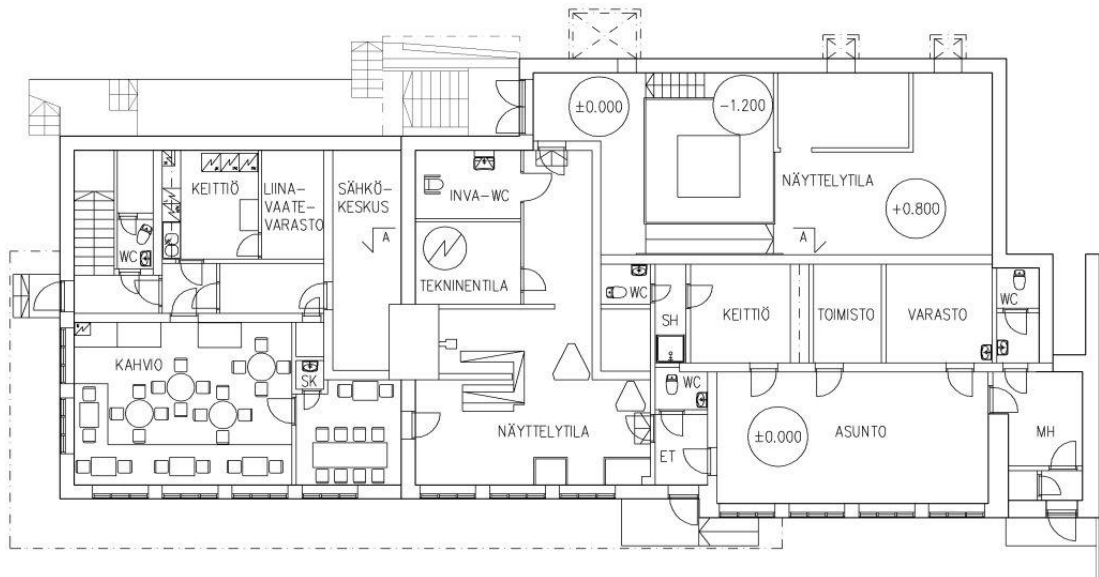 ±0.000
-1.200
KEITTIÖ
LIINA-
VAATE-
VARASTO
SÄHKÖ-
KESKUS
INVA-WC
NÄYTTELYTILA
+0.800
A
A
WC
TEKNINENTILA
WC
SH
KEITTIÖ
TOIMISTO
VARASTO
WC
KAHVIO
SK
WC
NÄYTTELYTILA
ET
±0.000
ASUNTO
MH